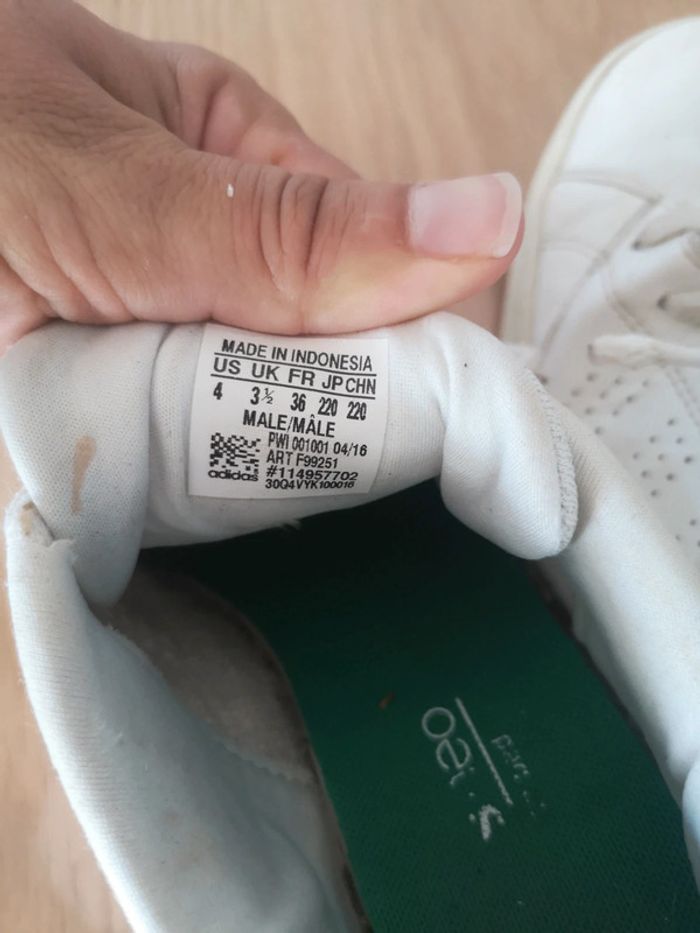 MADE IN INDONESIA
US UK FR JP CHN
4 3½ 36 220 220
MALE/MÂLE
PWI 001001 04/16
ART F99251
adidas #114957702
30Q4VYK100016